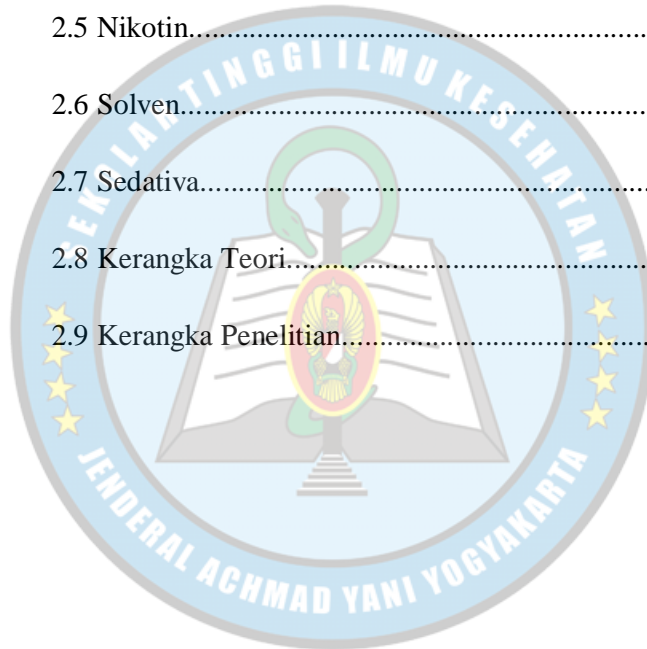 2.5 Nikotin...............................................................................
SEKOLAH TINGGI ILMU KESEHATAN
2.6 Solven................................................................................
2.7 Sedativa.............................................................................
2.8 Kerangka Teori.................................................................
2.9 Kerangka Penelitian..........................................................
JENDERAL ACHMAD YANI YOGYAKARTA